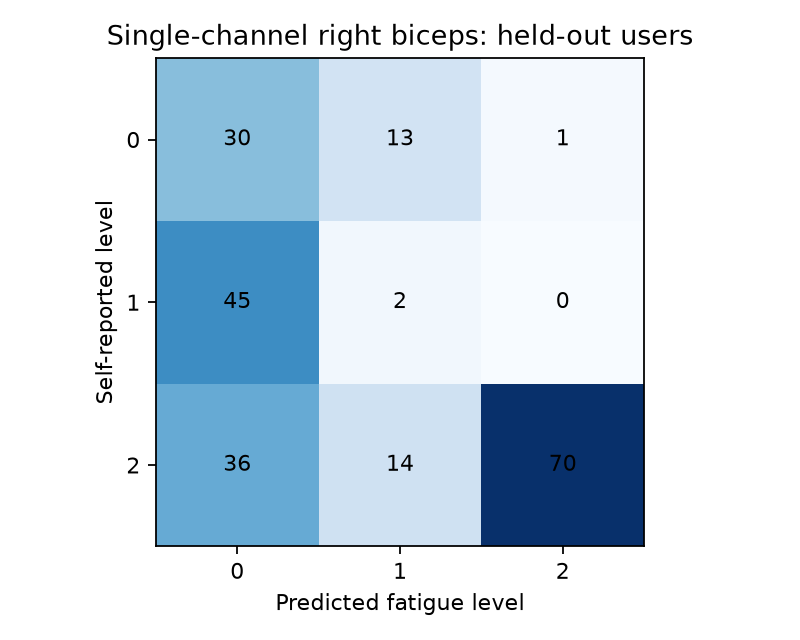 Single-channel right biceps: held-out users
Self-reported level
0 30 13 1
1 45 2 0
2 36 14 70
0 1 2
Predicted fatigue level